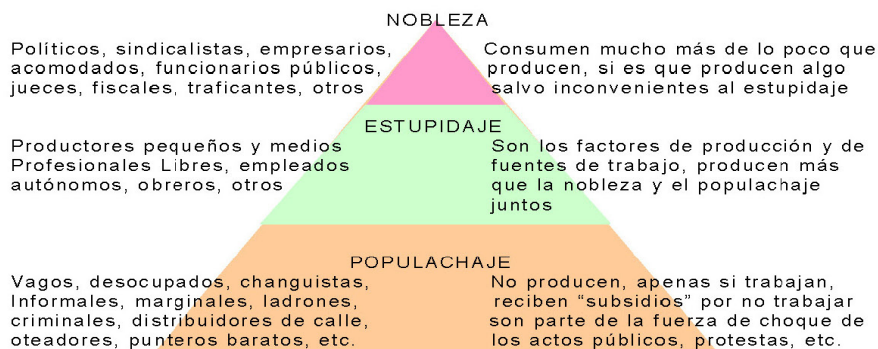 NOBLEZA
Políticos, sindicalistas, empresarios,
acomodados, funcionarios públicos,
jueces, fiscales, traficantes, otros
Consumen mucho más de lo poco que
producen, si es que producen algo
salvo inconvenientes al estupidaje
ESTUPIDAJE
Productores pequeños y medios
Profesionales Libres, empleados
autónomos, obreros, otros
Son los factores de producción y de
fuentes de trabajo, producen más
que la nobleza y el populachaje
juntos
POPULACHAJE
Vagos, desocupados, changuistas,
Informales, marginales, ladrones,
criminales, distribuidores de calle,
oteadores, punteros baratos, etc.
No producen, apenas si trabajan,
reciben “subsidios” por no trabajar
son parte de la fuerza de choque de
los actos públicos, protestas, etc.